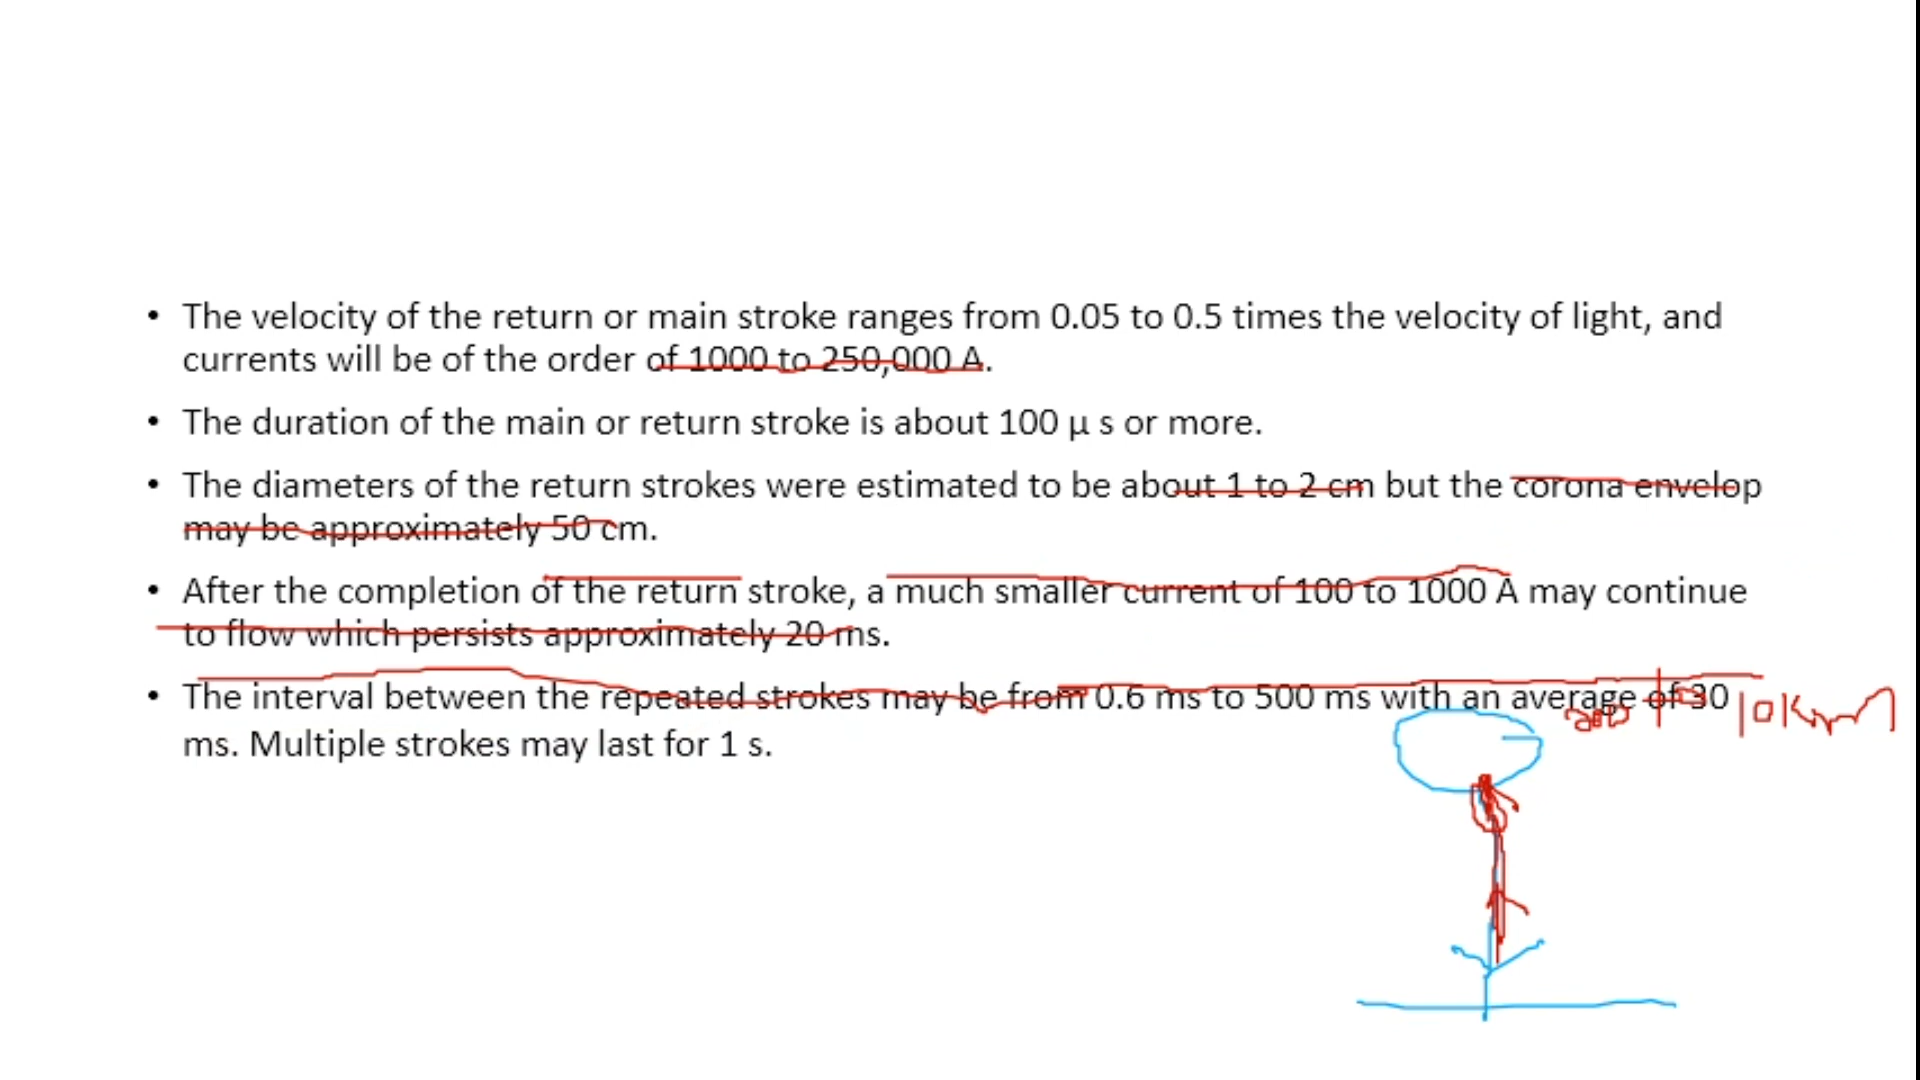 • The velocity of the return or main stroke ranges from 0.05 to 0.5 times the velocity of light, and
currents will be of the order of 1000 to 250,000 A.
• The duration of the main or return stroke is about 100 μ s or more.
• The diameters of the return strokes were estimated to be about 1 to 2 cm but the corona envelop
may be approximately 50 cm.
• After the completion of the return stroke, a much smaller current of 100 to 1000 A may continue
to flow which persists approximately 20 ms.
• The interval between the repeated strokes may be from 0.6 ms to 500 ms with an average of 30
ms. Multiple strokes may last for 1 s.
10km